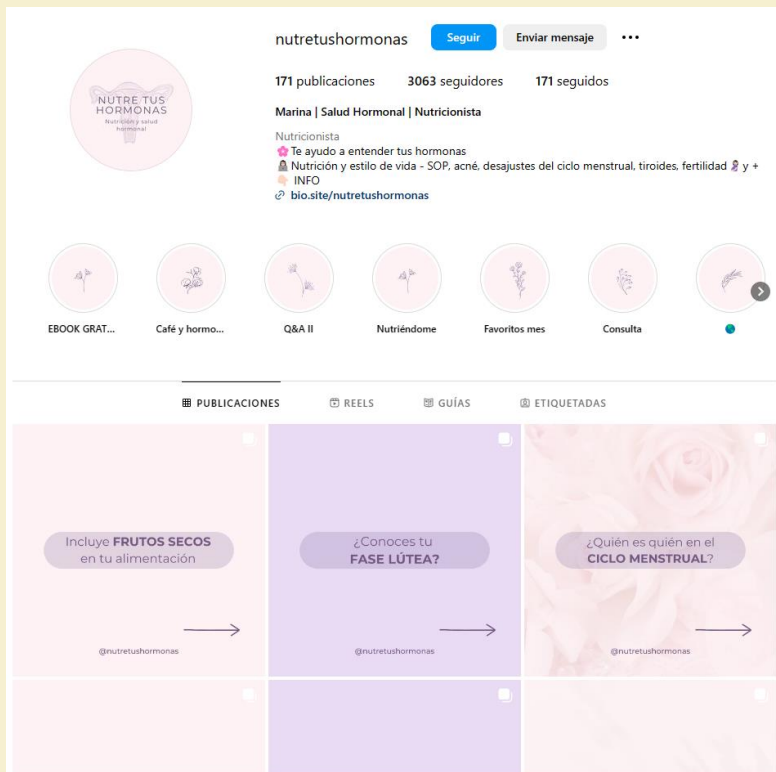 nutretushormonas Seguir Enviar mensaje
171 publicaciones 3063 seguidores 171 seguidos
NUTRE TUS
HORMONAS
Nutrición y salud
hormonal
Marina | Salud Hormonal | Nutricionista
Nutricionista
🌸 Te ayudo a entender tus hormonas
Nutrición y estilo de vida - SOP, acné, desajustes del ciclo menstrual, tiroides, fertilidad y +
INFO
bio.site/nutretushormonas
EBOOK GRAT... Café y hormo... Q&A II Nutriéndome Favoritos mes Consulta 🌎
PUBLICACIONES REELS GUÍAS ETIQUETADAS
Incluye FRUTOS SECOS
en tu alimentación
@nutretushormonas
¿Conoces tu
FASE LÚTEA?
@nutretushormonas
¿Quién es quién en el
CICLO MENSTRUAL?
@nutretushormonas